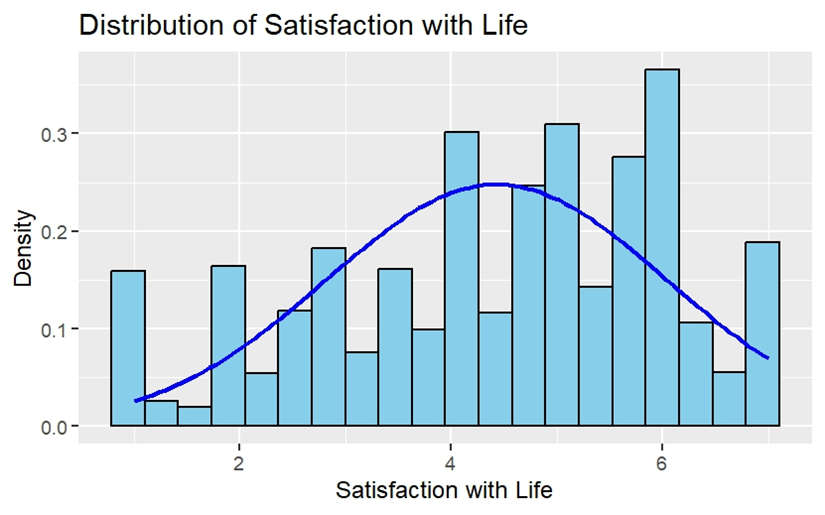 Distribution of Satisfaction with Life
0.3
0.2
0.1
0.0
Density
2 4 6
Satisfaction with Life